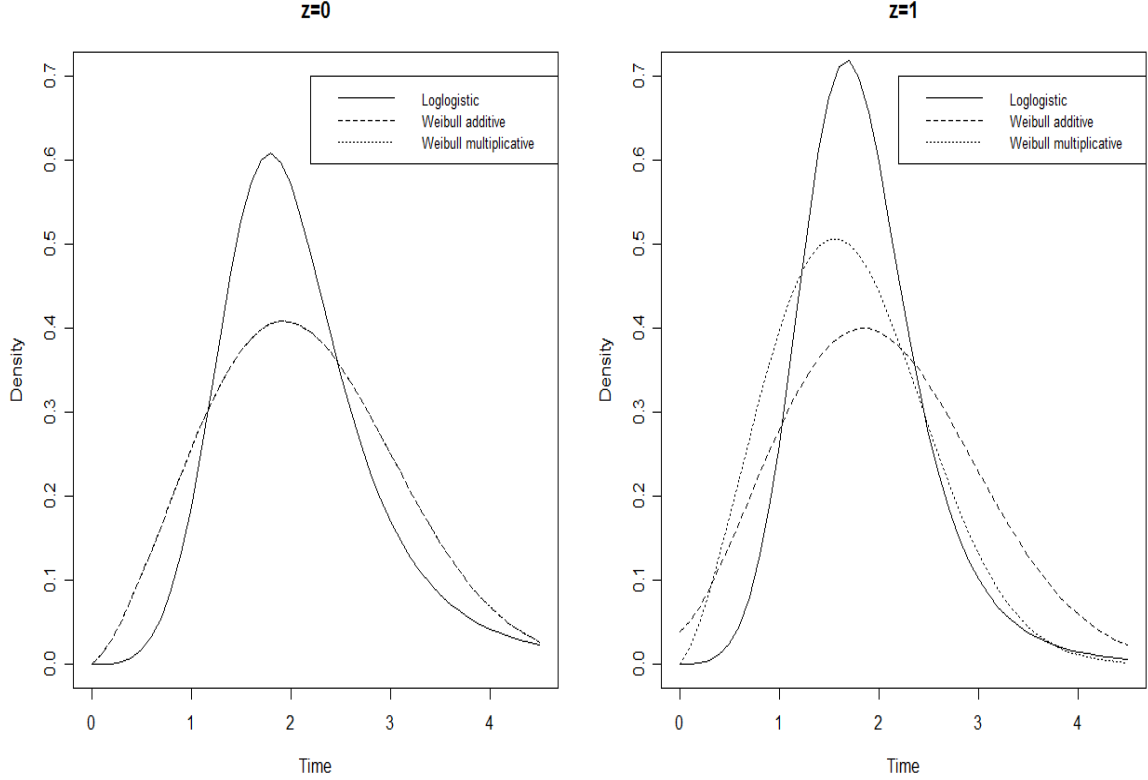 z=0
Density
0.7
0.6
0.5
0.4
0.3
0.2
0.1
0.0
Loglogistic
Weibull additive
Weibull multiplicative
0 1 2 3 4
Time
z=1
Density
0.7
0.6
0.5
0.4
0.3
0.2
0.1
0.0
Loglogistic
Weibull additive
Weibull multiplicative
0 1 2 3 4
Time